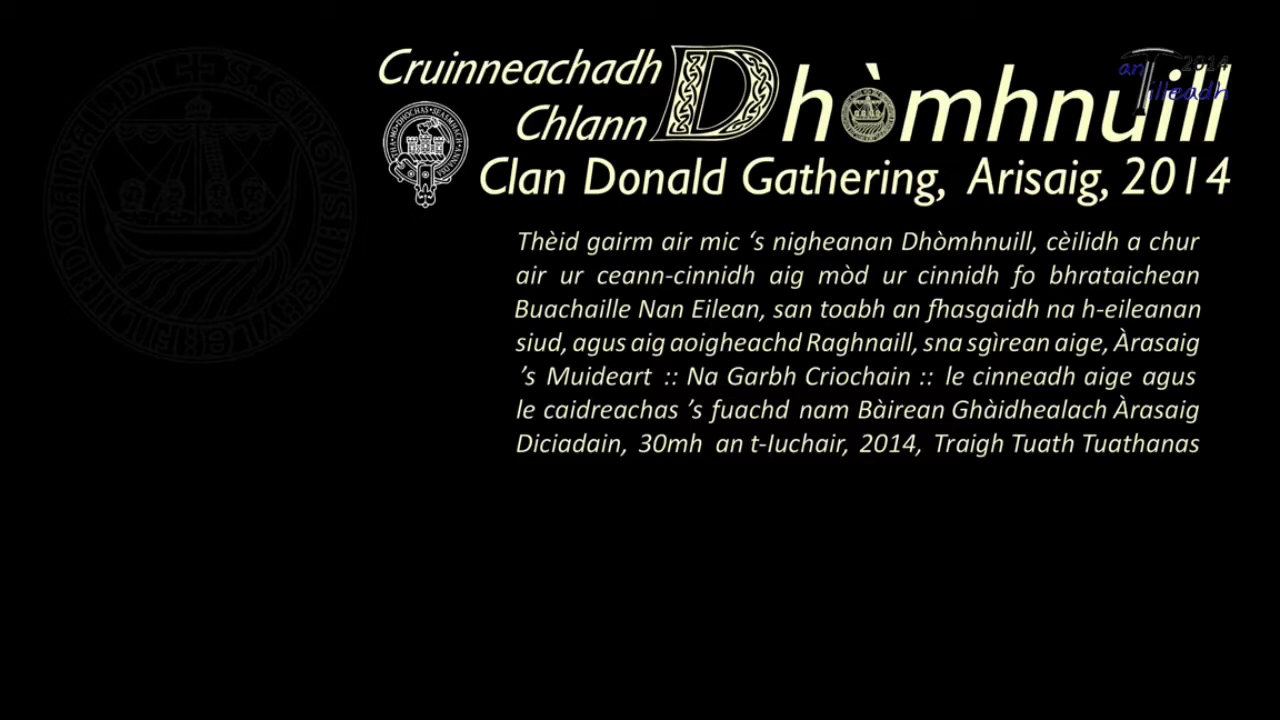 Cruinneachadh
Chlann Dhòmhnuill
an Tilleadh 2014
Clan Donald Gathering, Arisaig, 2014
Thèid gairm air mic ‘s nigheanan Dhòmhnuill, cèilidh a chur
air ur ceann-cinnidh aig mòd ur cinnidh fo bhrataichean
Buachaille Nan Eilean, san toabh an fhasgaidh na h-eileanan
siud, agus aig aoigheachd Raghnaill, sna sgìrean aige, Àrasaig
’s Muideart :: Na Garbh Criochain :: le cinneadh aige agus
le caidreachas ’s fuachd nam Bàirean Ghàidhealach Àrasaig
Diciadain, 30mh an t-Iuchair, 2014, Traigh Tuath Tuathanas